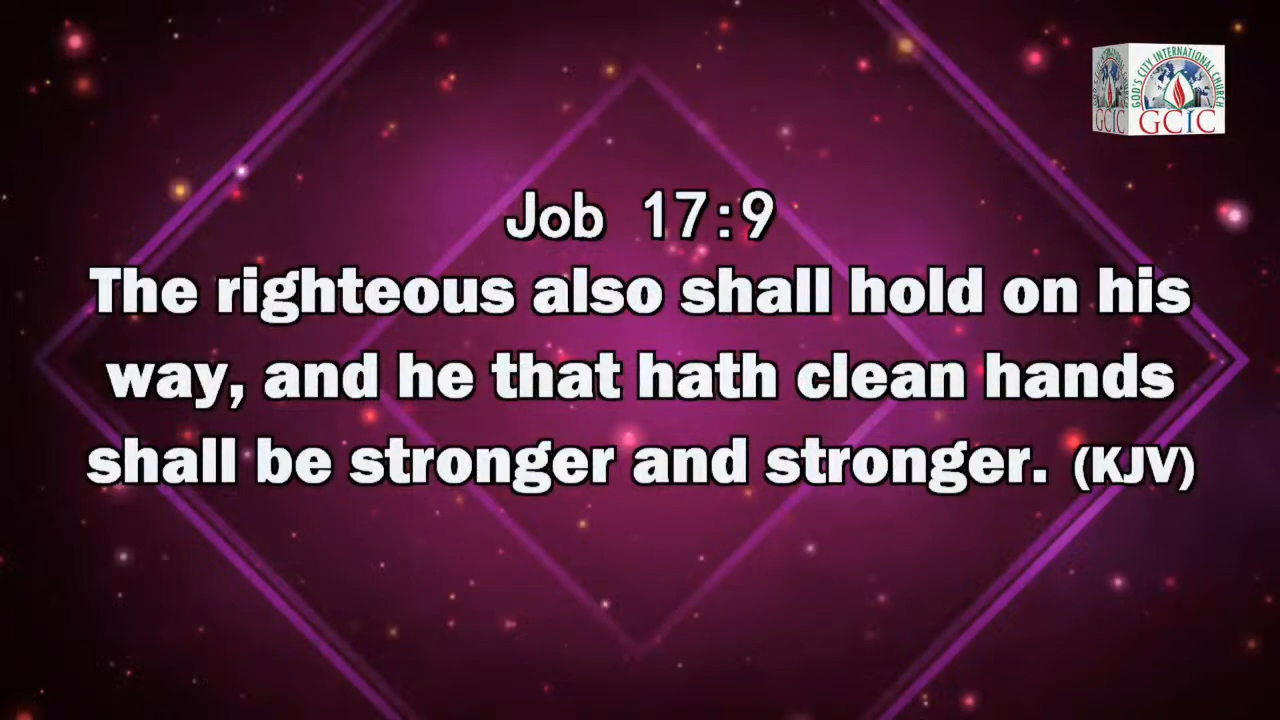 GOD'S CITY INTERNATIONAL CHURCH
GCIC
GCIC
Job 17:9
The righteous also shall hold on his
way, and he that hath clean hands
shall be stronger and stronger. (KJV)